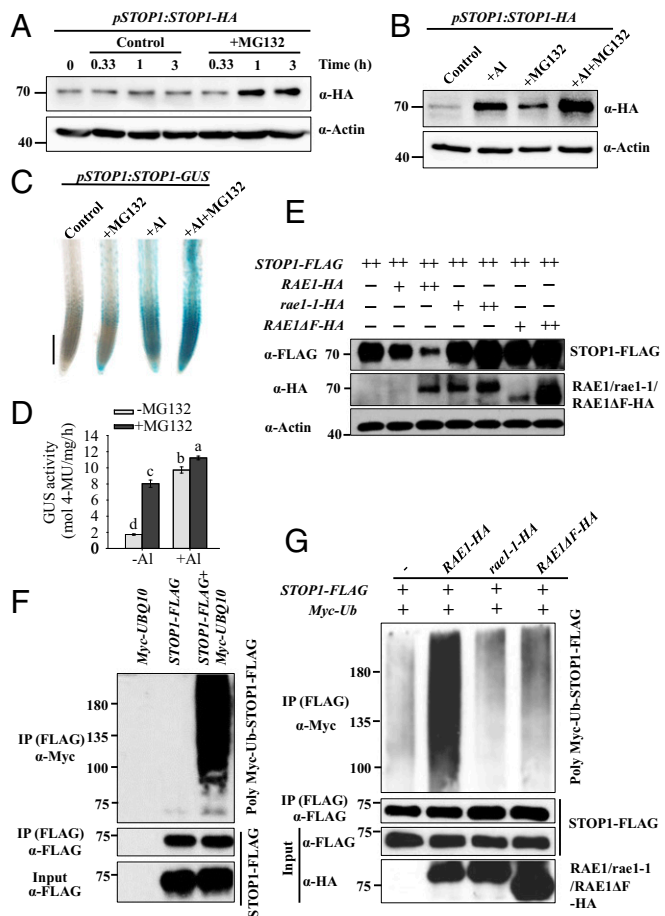 A
pSTOP1:STOP1-HA
Control +MG132
0 0.33 1 3 0.33 1 3 Time (h)
70 α-HA
40 α-Actin
B
pSTOP1:STOP1-HA
Control +Al +MG132 +Al+MG132
70 α-HA
40 α-Actin
C
pSTOP1:STOP1-GUS
Control +MG132 +Al +Al+MG132
D
-MG132
+MG132
GUS activity
(mol 4-MU/mg/h)
14
12
10
8
6
4
2
0
d c b a
-Al +Al
E
STOP1-FLAG ++ ++ ++ ++ ++ ++ ++
RAE1-HA − + ++ − − − −
rae1-1-HA − − − + ++ − −
RAE1ΔF-HA − − − − − + ++
α-FLAG 70 STOP1-FLAG
α-HA 70 RAE1/rae1-1/
RAE1ΔF-HA
α-Actin
40
F
Myc-UBQ10
STOP1-FLAG
STOP1-FLAG+
Myc-UBQ10
180
135
100
75
IP (FLAG)
α-Myc
Poly Myc-Ub-STOP1-FLAG
IP (FLAG)
α-FLAG
75
Input
α-FLAG
75
STOP1-FLAG
G
- RAE1-HA rae1-1-HA RAE1ΔF-HA
STOP1-FLAG + + + +
Myc-Ub + + + +
180
135
100
IP (FLAG)
α-Myc
Poly Myc-Ub-STOP1-FLAG
IP (FLAG)
α-FLAG
75
Input
α-FLAG 75
STOP1-FLAG
α-HA 75
RAE1/rae1-1
/RAE1ΔF
-HA